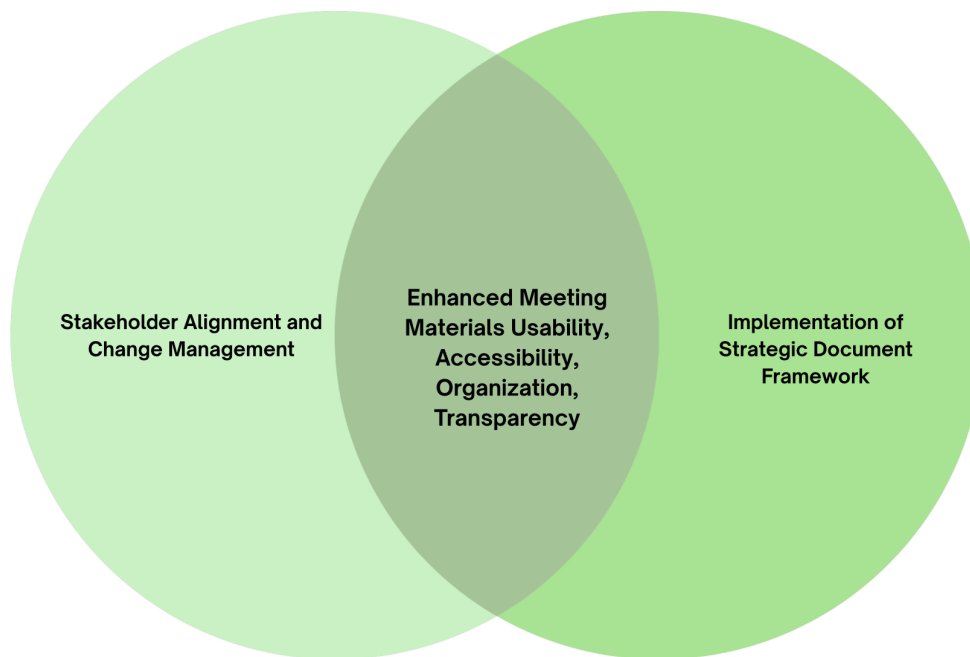 Stakeholder Alignment and
Change Management
Enhanced Meeting
Materials Usability,
Accessibility,
Organization,
Transparency
Implementation of
Strategic Document
Framework